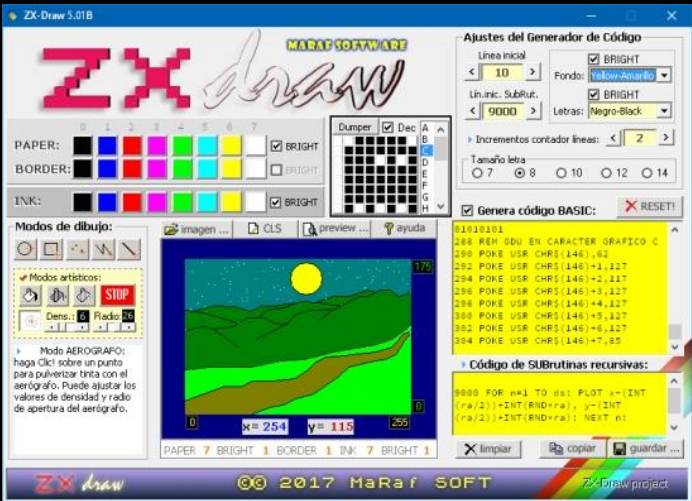 ZX-Draw 5.01B
MARAF SOFTWARE
ZX draw
0 1 2 3 4 5 6 7
PAPER:
BRIGHT
BORDER:
BRIGHT
INK:
BRIGHT
Dumper
Dec
A
B
C
D
E
F
G
H
Ajustes del Generador de Código
Línea inicial
10
Lín.inic. SubRut.
9000
BRIGHT
Fondo: Yellow-Amarillo
BRIGHT
Letras: Negro-Black
Incrementos contador líneas: 2
Tamaño letra
7 8 10 12 14
Genera código BASIC:
RESET!
01010101
288 REM GDU EN CARACTER GRAFICO C
290 POKE USR CHR$(146),62
292 POKE USR CHR$(146)+1,127
294 POKE USR CHR$(146)+2,117
296 POKE USR CHR$(146)+3,127
298 POKE USR CHR$(146)+4,127
300 POKE USR CHR$(146)+5,127
302 POKE USR CHR$(146)+6,127
304 POKE USR CHR$(146)+7,85
Código de SUBrutinas recursivas:
9000 FOR n=1 TO ds: PLOT x-(INT
(ra/2))+INT(RND*ra), y-(INT
(ra/2))+INT(RND*ra): NEXT n:
limpiar
copiar
guardar ...
Modos de dibujo:
Modos artísticos:
STOP
Dens.: 6 Radio: 26
Modo AEROGRAFO:
haga Clic! sobre un punto
para pulverizar tinta con el
aerógrafo. Puede ajustar los
valores de densidad y radio
de apertura del aerógrafo.
imagen ...
CLS
preview ...
ayuda
175
0
0
x= 254
y= 115
255
PAPER 7 BRIGHT 1 BORDER 1 INK 7 BRIGHT 1
ZX draw
2017 MaRaf SOFT
ZX-Draw project